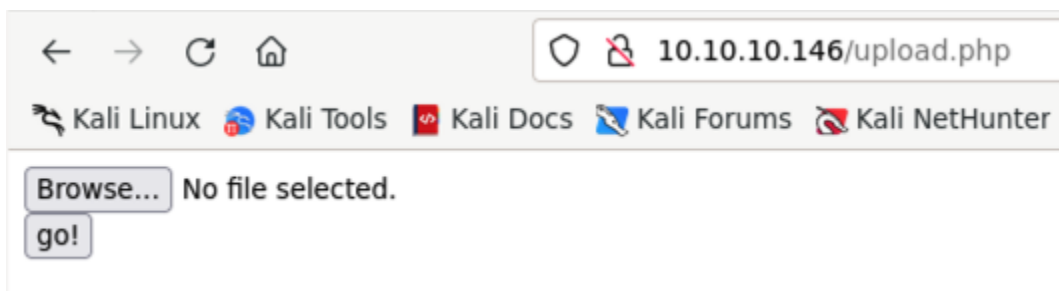 10.10.10.146/upload.php
Kali Linux Kali Tools Kali Docs Kali Forums Kali NetHunter
Browse... No file selected.
go!